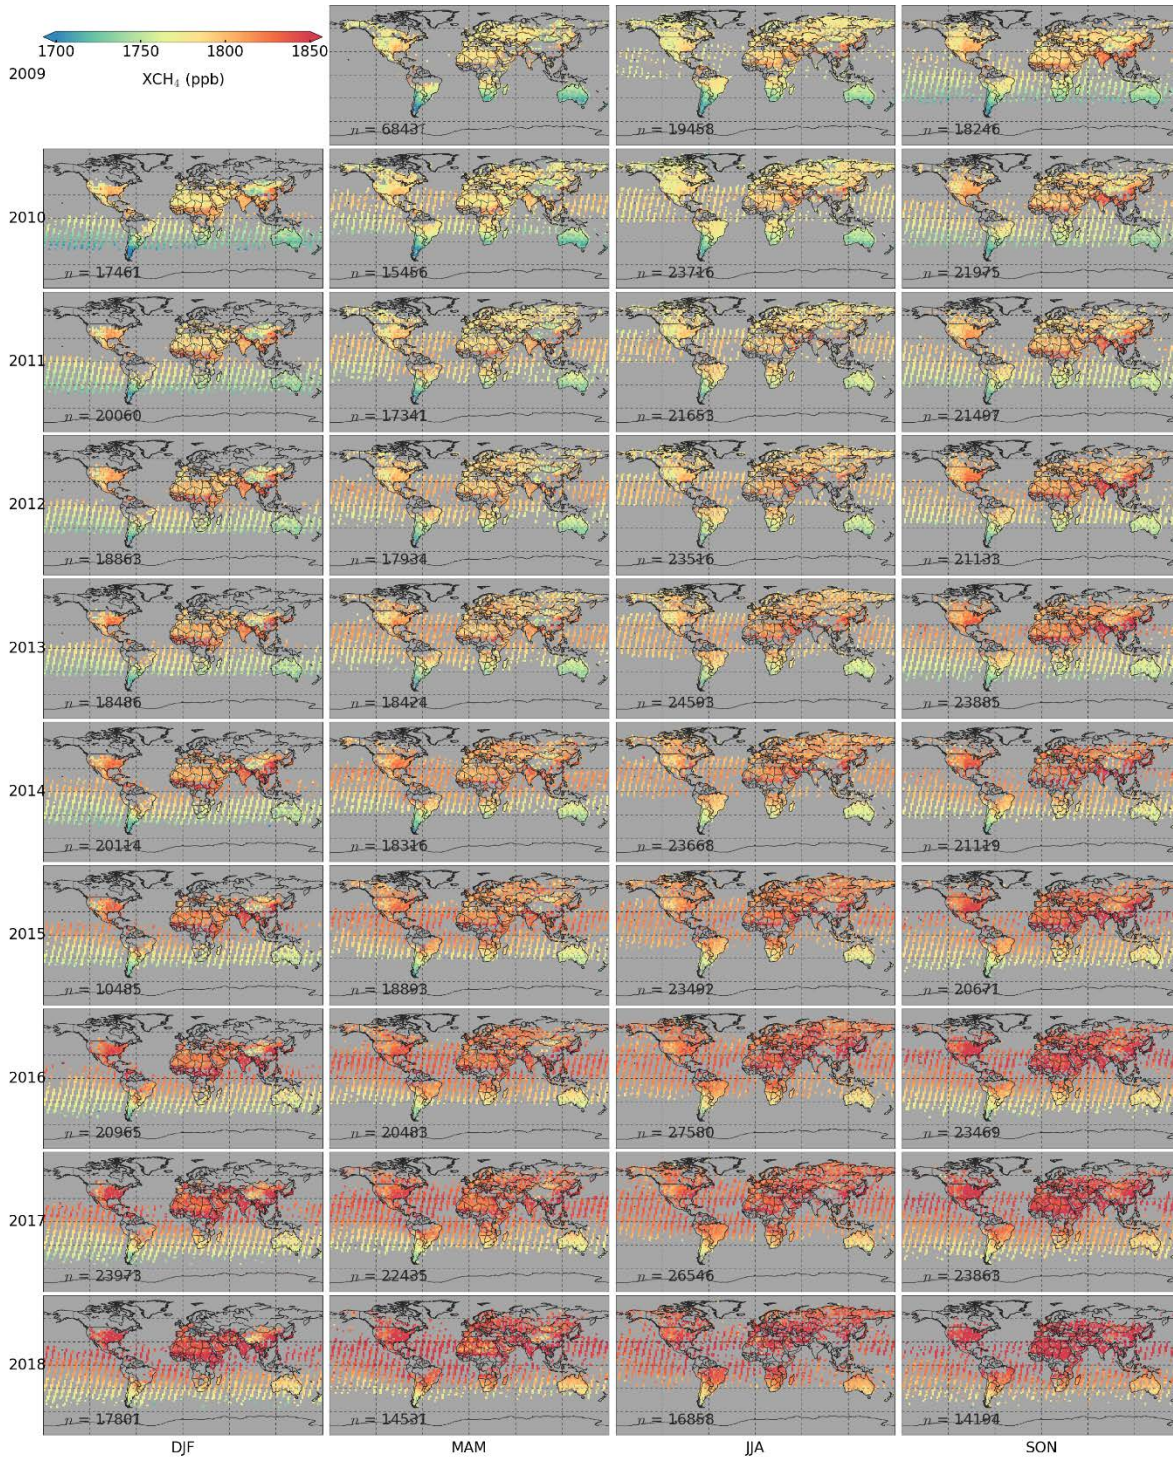 1700 1750 1800 1850
XCH₄ (ppb)
2009
n = 6843
n = 19458
n = 18246
2010
n = 17461
n = 15456
n = 23716
n = 21975
2011
n = 20060
n = 17341
n = 21653
n = 21497
2012
n = 18863
n = 17934
n = 23516
n = 21133
2013
n = 18486
n = 18424
n = 24593
n = 23885
2014
n = 20114
n = 18316
n = 23668
n = 21119
2015
n = 10485
n = 18893
n = 23492
n = 20671
2016
n = 20965
n = 20483
n = 27580
n = 23469
2017
n = 23973
n = 22435
n = 26546
n = 23863
2018
n = 17801
n = 14531
n = 16858
n = 14194
DJF MAM JJA SON